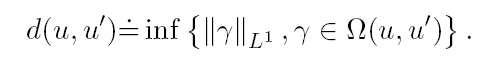 d(u, u′)≐ inf {‖γ‖_{L^1} , γ ∈ Ω(u, u′)} .